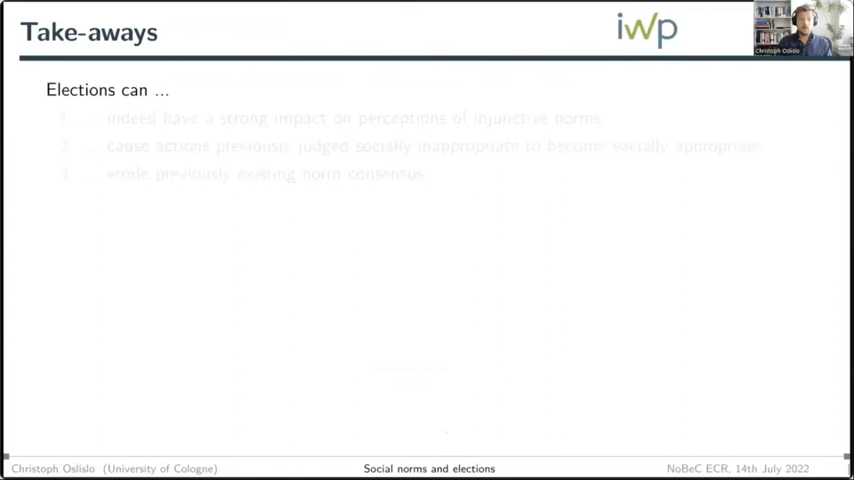 Take-aways
iwp
Christoph Oslislo
Elections can ...
1. ... indeed have a strong impact on perceptions of injunctive norms
2. ... cause actions previously judged socially inappropriate to become socially appropriate
3. ... erode previously existing norm consensus
Christoph Oslislo (University of Cologne) Social norms and elections NoBeC ECR, 14th July 2022